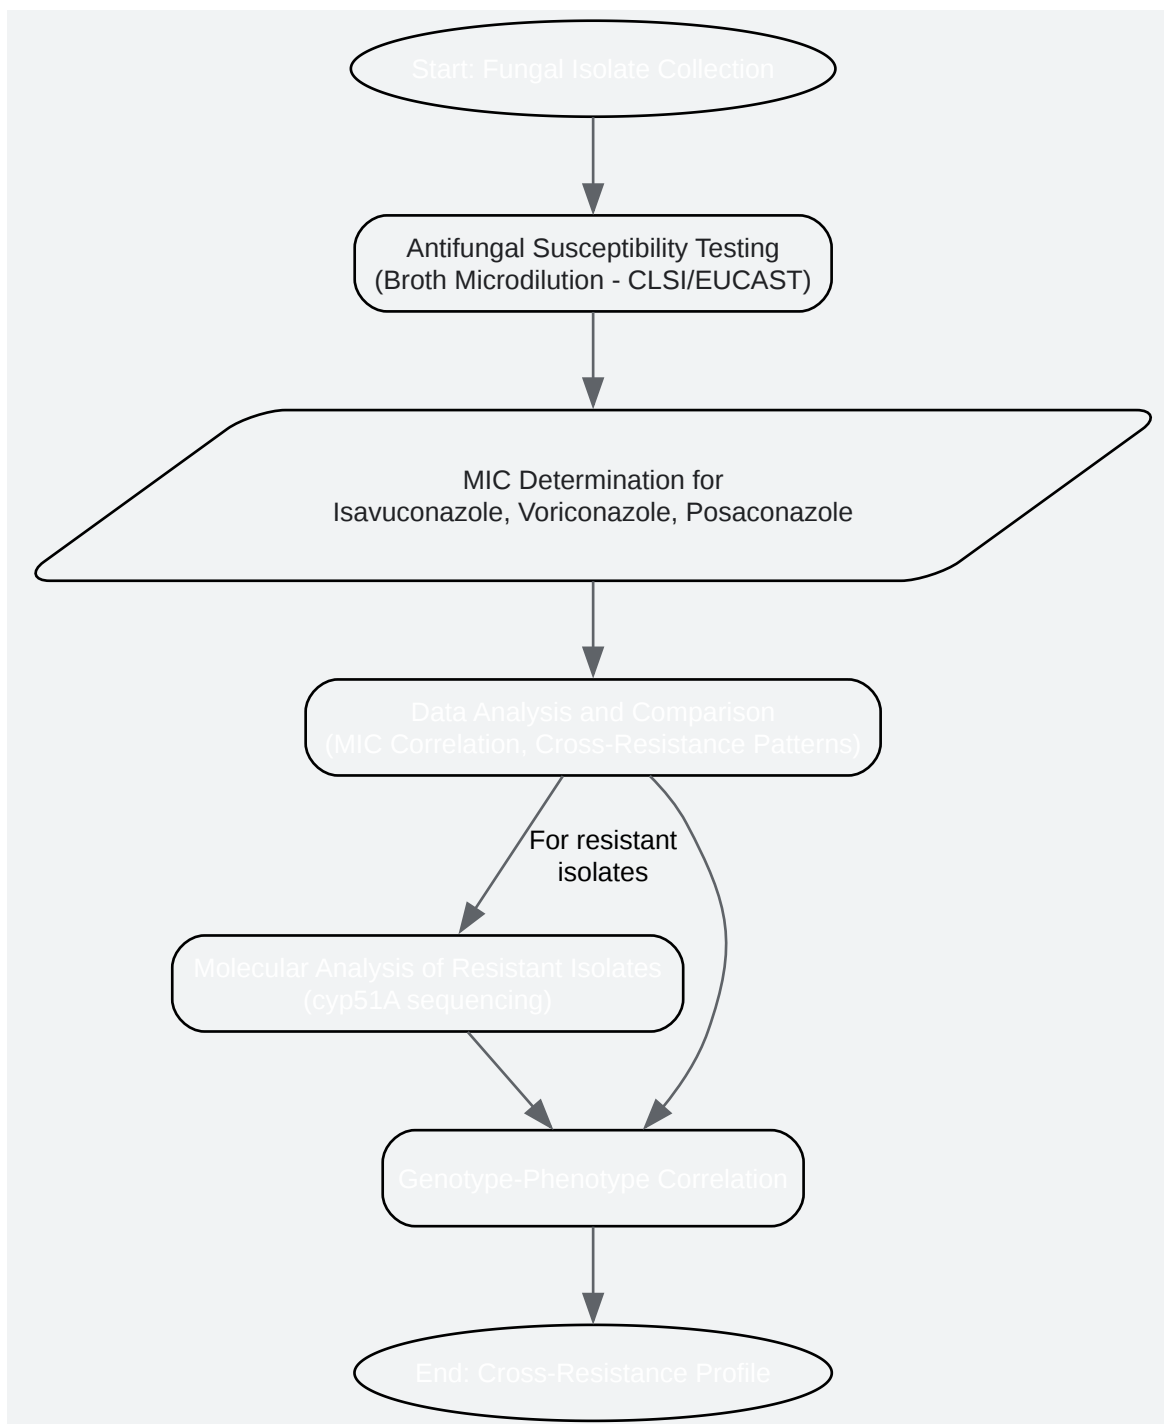 Start: Fungal Isolate Collection
Antifungal Susceptibility Testing
(Broth Microdilution - CLSI/EUCAST)
MIC Determination for
Isavuconazole, Voriconazole, Posaconazole
Data Analysis and Comparison
(MIC Correlation, Cross-Resistance Patterns)
For resistant
isolates
Molecular Analysis of Resistant Isolates
(cyp51A sequencing)
Genotype-Phenotype Correlation
End: Cross-Resistance Profile